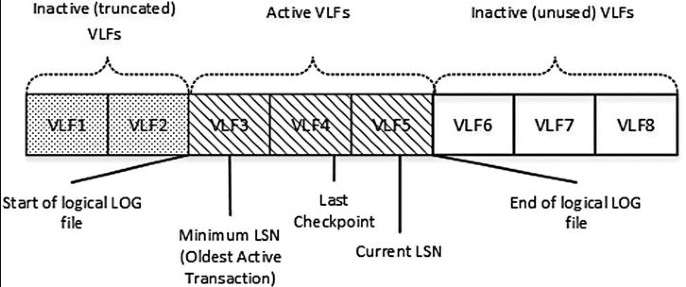 Inactive (truncated)
VLFs
Active VLFs
Inactive (unused) VLFs
VLF1
VLF2
VLF3
VLF4
VLF5
VLF6
VLF7
VLF8
Start of logical LOG
file
Minimum LSN
(Oldest Active
Transaction)
Last
Checkpoint
Current LSN
End of logical LOG
file